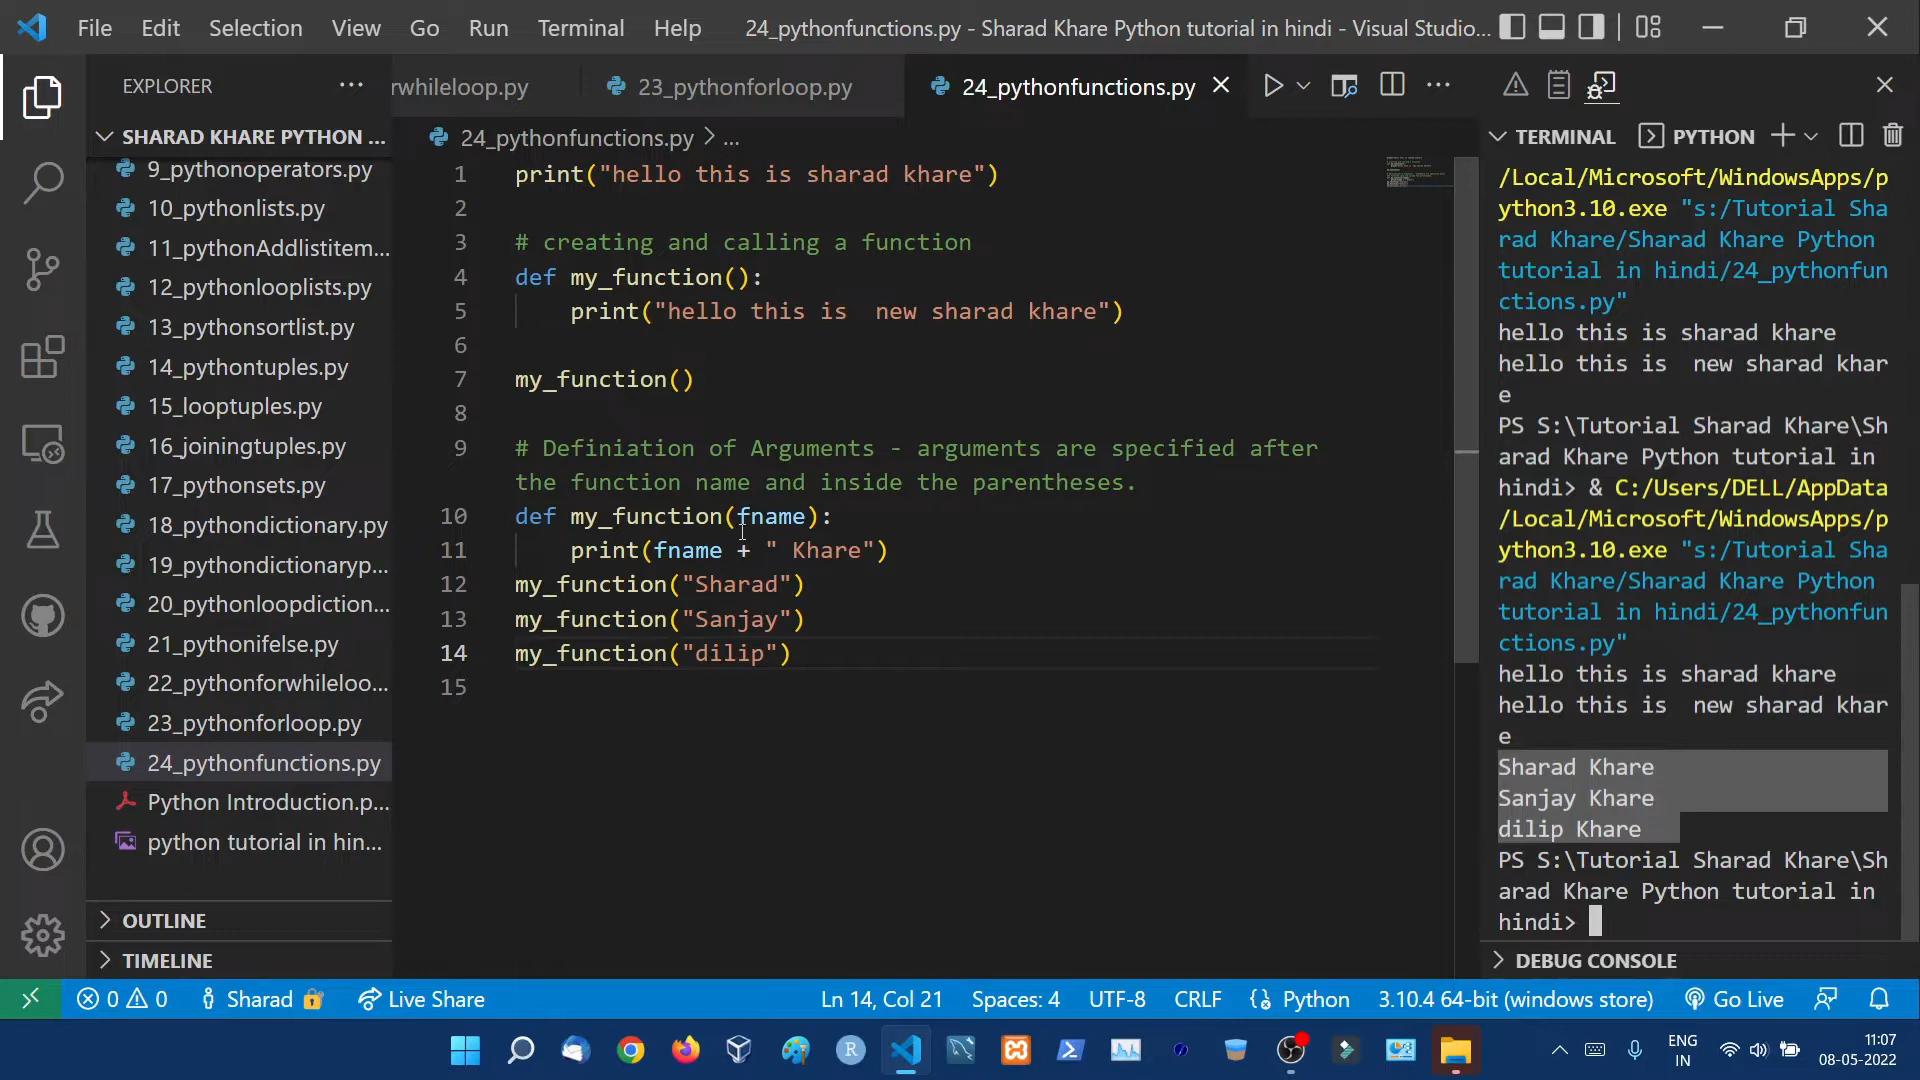 File Edit Selection View Go Run Terminal Help 24_pythonfunctions.py - Sharad Khare Python tutorial in hindi - Visual Studio...
EXPLORER
rwhileloop.py 23_pythonforloop.py 24_pythonfunctions.py
SHARAD KHARE PYTHON ...
9_pythonoperators.py
10_pythonlists.py
11_pythonAddlistitem...
12_pythonlooplists.py
13_pythonsortlist.py
14_pythontuples.py
15_looptuples.py
16_joiningtuples.py
17_pythonsets.py
18_pythondictionary.py
19_pythondictionaryp...
20_pythonloopdiction...
21_pythonifelse.py
22_pythonforwhileloo...
23_pythonforloop.py
24_pythonfunctions.py
Python Introduction.p...
python tutorial in hin...
OUTLINE
TIMELINE
24_pythonfunctions.py > ...
1 print("hello this is sharad khare")
2
3 # creating and calling a function
4 def my_function():
5 print("hello this is  new sharad khare")
6
7 my_function()
8
9 # Definiation of Arguments - arguments are specified after
the function name and inside the parentheses.
10 def my_function(fname):
11 print(fname + " Khare")
12 my_function("Sharad")
13 my_function("Sanjay")
14 my_function("dilip")
15
TERMINAL PYTHON
/Local/Microsoft/WindowsApps/p
ython3.10.exe "s:/Tutorial Sha
rad Khare/Sharad Khare Python
tutorial in hindi/24_pythonfun
ctions.py"
hello this is sharad khare
hello this is  new sharad khar
e
PS S:\Tutorial Sharad Khare\Sh
arad Khare Python tutorial in
hindi> & C:/Users/DELL/AppData
/Local/Microsoft/WindowsApps/p
ython3.10.exe "s:/Tutorial Sha
rad Khare/Sharad Khare Python
tutorial in hindi/24_pythonfun
ctions.py"
hello this is sharad khare
hello this is  new sharad khar
e
Sharad Khare
Sanjay Khare
dilip Khare
PS S:\Tutorial Sharad Khare\Sh
arad Khare Python tutorial in
hindi>
DEBUG CONSOLE
0 0 Sharad Live Share Ln 14, Col 21 Spaces: 4 UTF-8 CRLF Python 3.10.4 64-bit (windows store) Go Live
R ENG
IN
11:07
08-05-2022